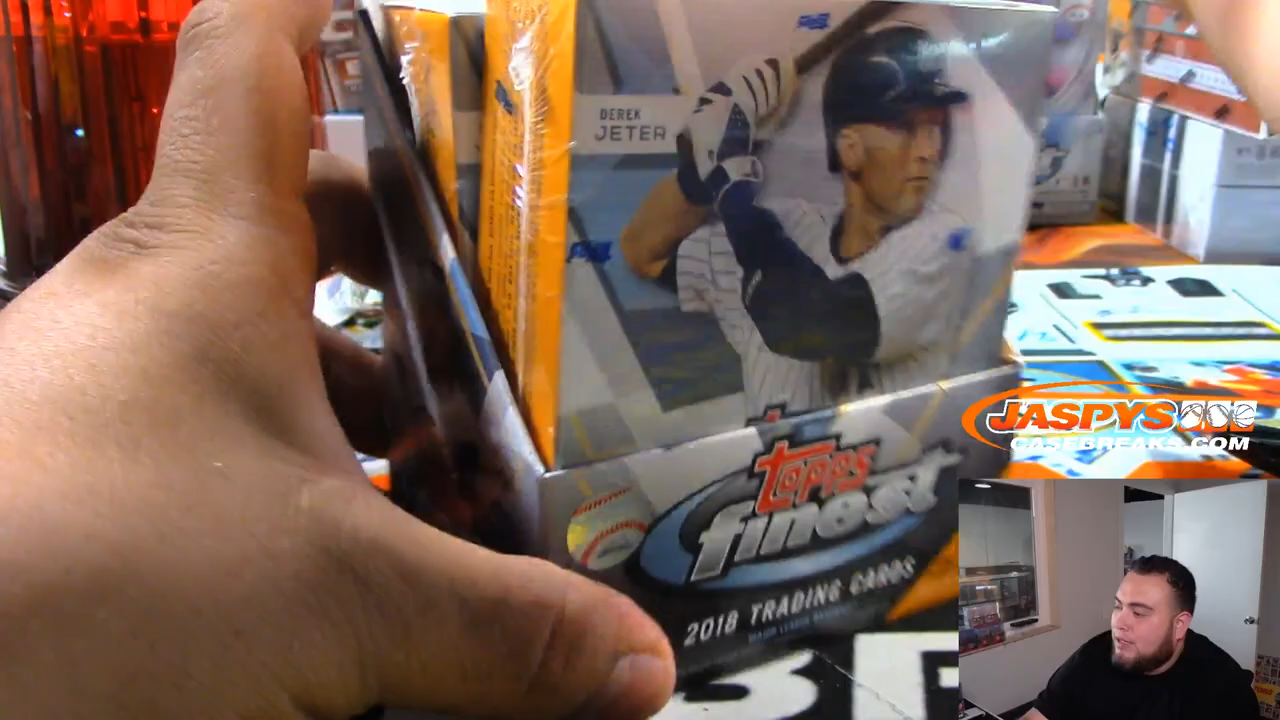 DEREK
JETER
topps
finest
2018 TRADING CARDS
JASPYS
CASEBREAKS.COM